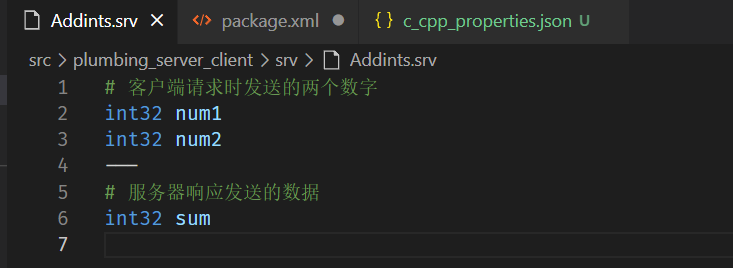 Addints.srv package.xml c_cpp_properties.json U
src > plumbing_server_client > srv > Addints.srv
1 # 客户端请求时发送的两个数字
2 int32 num1
3 int32 num2
4 ---
5 # 服务器响应发送的数据
6 int32 sum
7